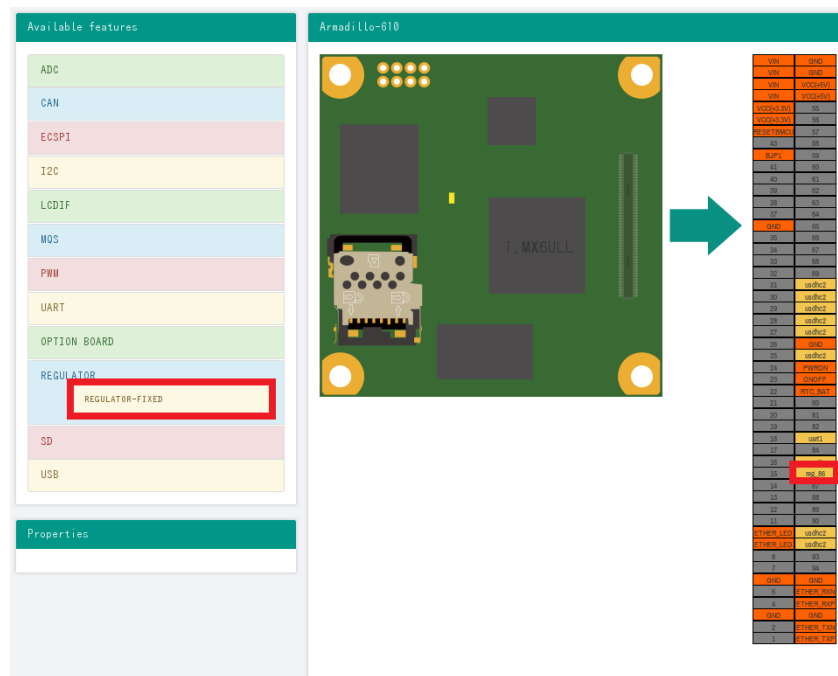 Available features
ADC
CAN
ECSPI
I2C
LCDIF
MQS
PWM
UART
OPTION BOARD
REGULATOR
REGULATOR-FIXED
SD
USB
Properties
Armadillo-610
i.MX6ULL
VIN GND
VIN GND
VIN VCC(+5V)
VIN VCC(+5V)
VCC(+3.3V) 55
VCC(+3.3V) 56
RESETBMCU 57
43 58
59
41 60
40 61
39 62
38 63
37 64
GND 65
35 66
34 67
33 68
32 69
31 usdhc2
30 usdhc2
29 usdhc2
28 usdhc2
27 usdhc2
26 GND
25 usdhc2
24 PWRON
23 ONOFF
22 RTC_BAT
21 80
20 81
19 82
18 uart1
17 84
16
15 reg_86
14 87
13 88
12 89
11 90
ETHER_LED usdhc2
ETHER_LED usdhc2
8 93
7 94
GND GND
5 ETHER_RXN
4 ETHER_RXP
GND GND
2 ETHER_TXN
1 ETHER_TXP